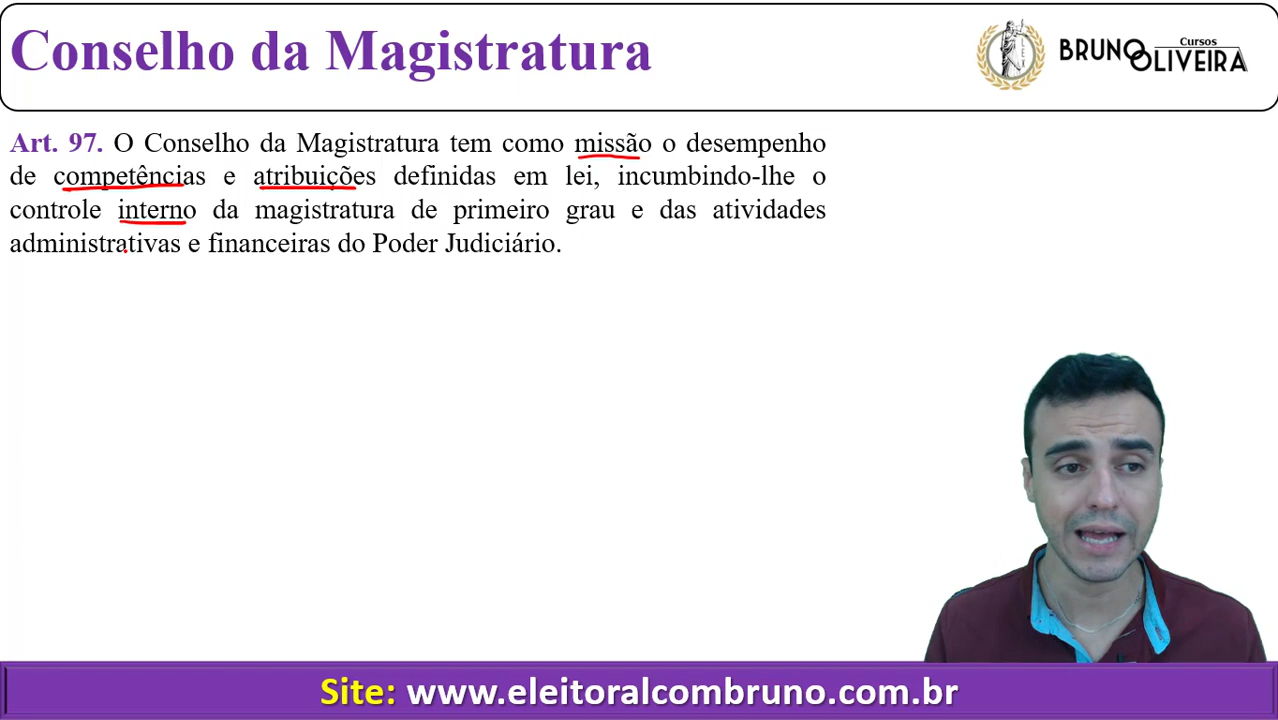 Conselho da Magistratura
Cursos
BRUNO
OLIVEIRA
Art. 97. O Conselho da Magistratura tem como missão o desempenho
de competências e atribuições definidas em lei, incumbindo-lhe o
controle interno da magistratura de primeiro grau e das atividades
administrativas e financeiras do Poder Judiciário.
Site: www.eleitoralcombruno.com.br